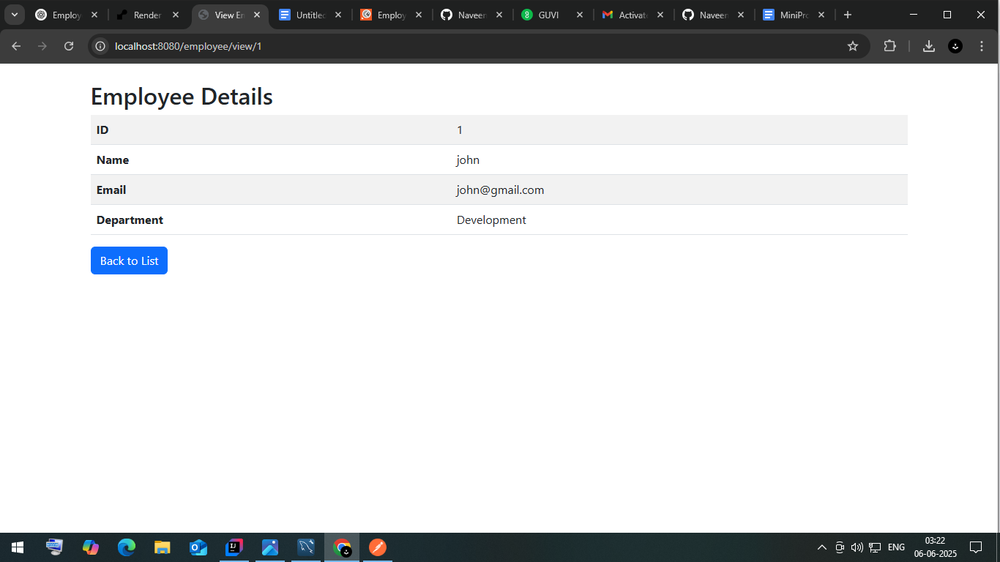 Employ
Render
View En
Untitled
Employ
Naveen
GUVI
Activate
Naveen
MiniPro
localhost:8080/employee/view/1
Employee Details
ID 1
Name john
Email john@gmail.com
Department Development
Back to List
ENG
03:22
06-06-2025